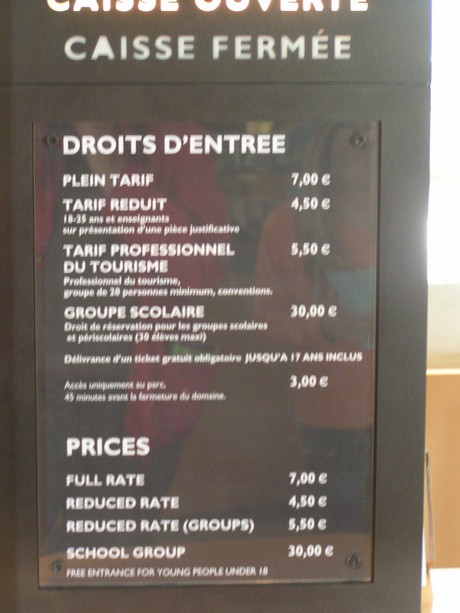 CAISSE OUVERTE
CAISSE FERMÉE
DROITS D'ENTREE
PLEIN TARIF 7,00 €
TARIF REDUIT 4,50 €
18-25 ans et enseignants
sur présentation d'une pièce justificative
TARIF PROFESSIONNEL 5,50 €
DU TOURISME
Professionnel du tourisme,
groupe de 20 personnes minimum, conventions.
GROUPE SCOLAIRE 30,00 €
Droit de réservation pour les groupes scolaires
et périscolaires (30 élèves maxi)
Délivrance d'un ticket gratuit obligatoire JUSQU'A 17 ANS INCLUS
Accès uniquement au parc, 3,00 €
45 minutes avant la fermeture du domaine.
PRICES
FULL RATE 7,00 €
REDUCED RATE 4,50 €
REDUCED RATE (GROUPS) 5,50 €
SCHOOL GROUP 30,00 €
FREE ENTRANCE FOR YOUNG PEOPLE UNDER 18